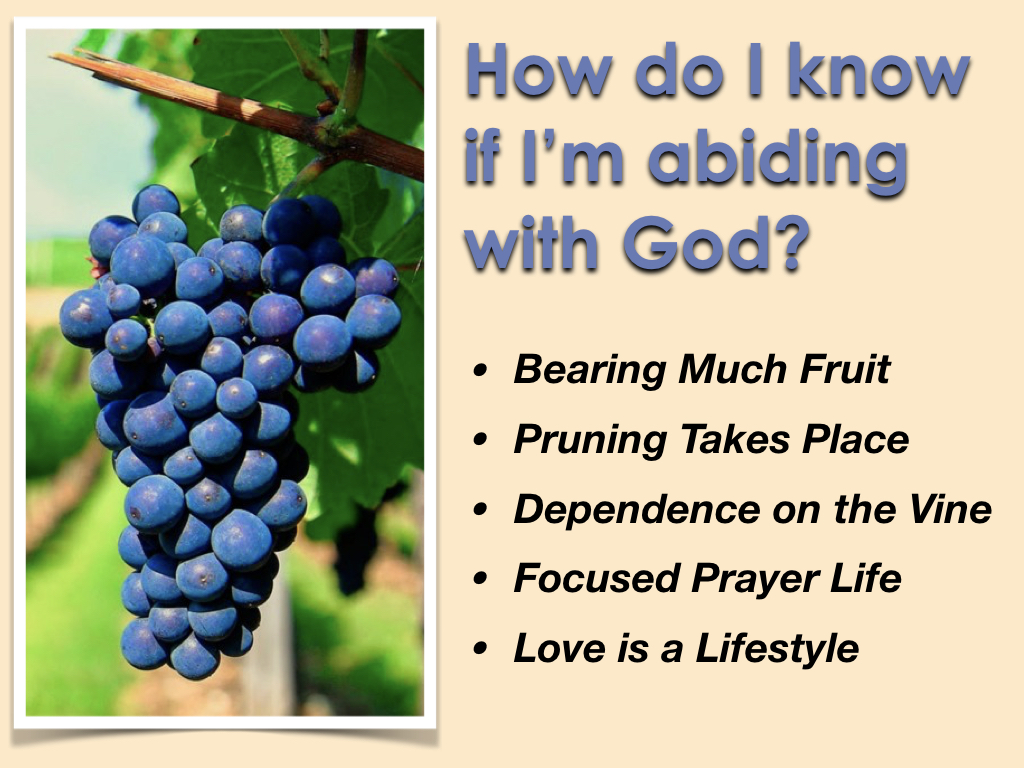 How do I know
if I’m abiding
with God?
• Bearing Much Fruit
• Pruning Takes Place
• Dependence on the Vine
• Focused Prayer Life
• Love is a Lifestyle